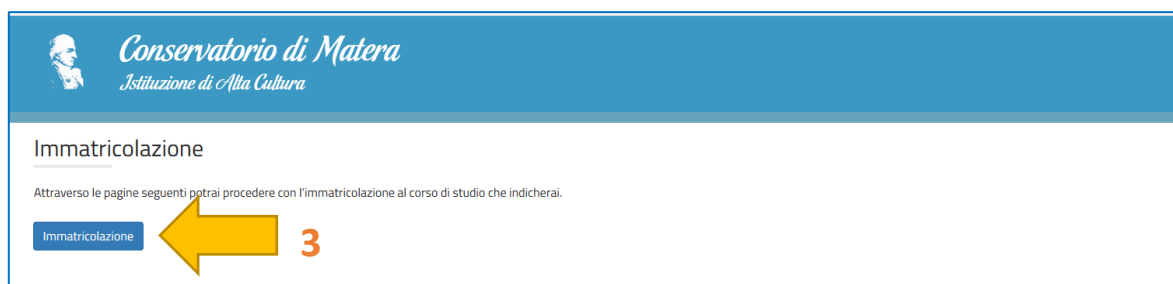 Conservatorio di Matera
Istituzione di Alta Cultura
Immatricolazione
Attraverso le pagine seguenti potrai procedere con l'immatricolazione al corso di studio che indicherai.
Immatricolazione
3